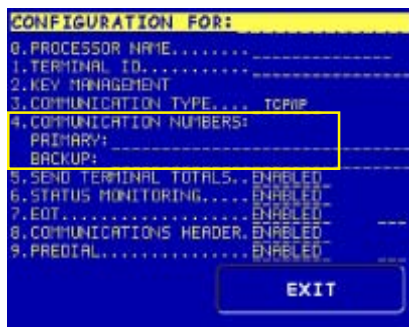 CONFIGURATION FOR:
0.PROCESSOR NAME........
1.TERMINAL ID...........
2.KEY MANAGEMENT
3.COMMUNICATION TYPE.... TCP/IP
4.COMMUNICATION NUMBERS:
PRIMARY:
BACKUP:
5.SEND TERMINAL TOTALS..ENABLED
6.STATUS MONITORING.....ENABLED
7.EOT...................ENABLED
8.COMMUNICATIONS HEADER.ENABLED
9.PREDIAL...............ENABLED
EXIT